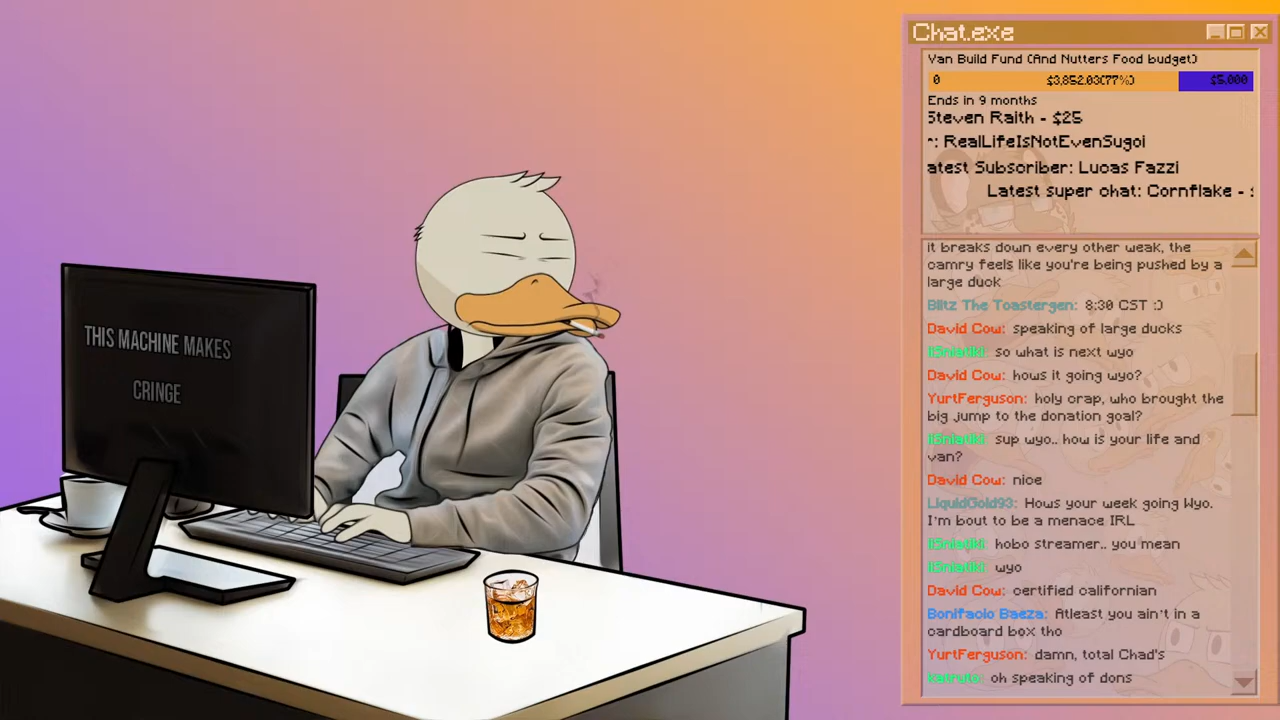 Chat.exe
Van Build Fund (And Nutters Food budget)
0 $3,852.03(77%) $5,000
Ends in 9 months
Steven Raith - $25
: RealLifeIsNotEvenSugoi
atest Subscriber: Lucas Fazzi
Latest super chat: Cornflake -
it breaks down every other weak, the
camry feels like you're being pushed by a
large duck
Blitz The Toastergen: 8:30 CST :)
David Cow: speaking of large ducks
so what is next wyo
David Cow: hows it going wyo?
YurtFerguson: holy crap, who brought the
big jump to the donation goal?
sup wyo.. how is your life and
van?
David Cow: nice
LiquidGold93: Hows your week going Wyo.
I'm bout to be a menace IRL
hobo streamer.. you mean
wyo
David Cow: certified californian
Bonifacio Baeza: Atleast you ain't in a
cardboard box tho
YurtFerguson: damn, total Chad's
oh speaking of dons
THIS MACHINE MAKES
CRINGE